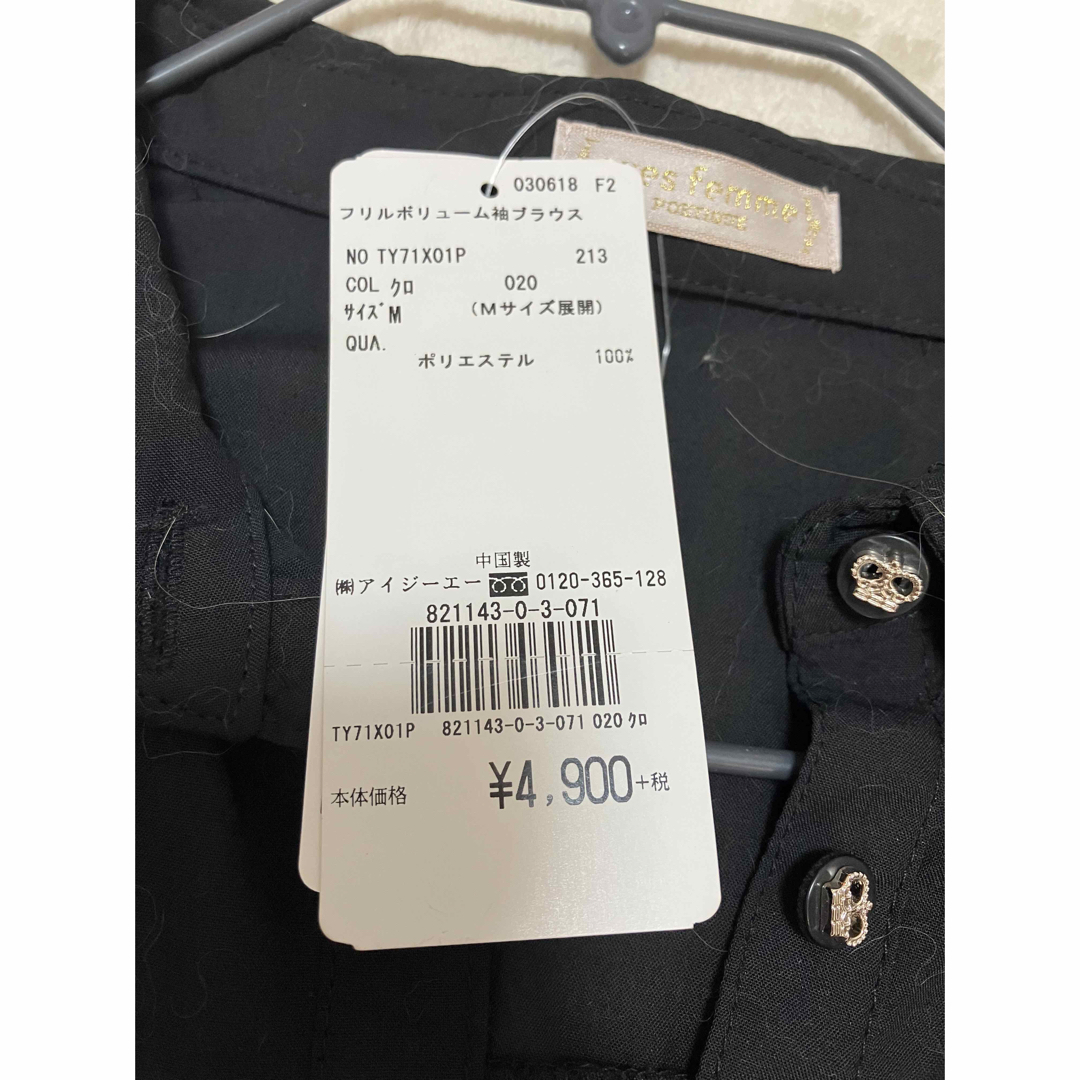 030618 F2
フリルボリューム袖ブラウス
NO TY71X01P 213
COL クロ 020
サイズ M (Mサイズ展開)
QUA.
ポリエステル 100%
中国製
㈱アイジーエー 0120-365-128
821143-0-3-071
TY71X01P 821143-0-3-071 020 クロ
本体価格 ¥4,900+税
femme